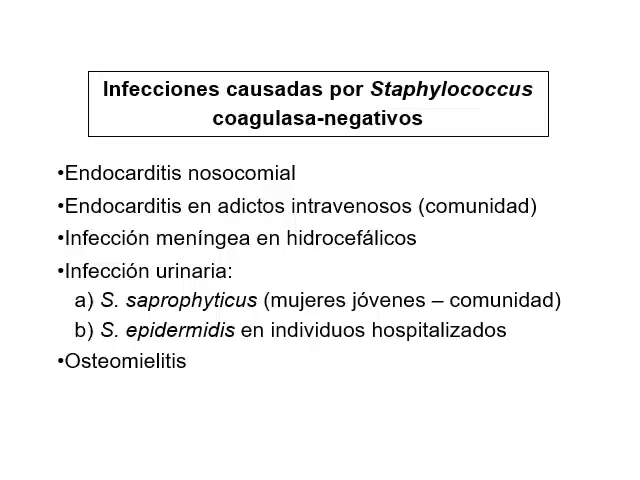 Infecciones causadas por Staphylococcus
coagulasa-negativos
•Endocarditis nosocomial
•Endocarditis en adictos intravenosos (comunidad)
•Infección meníngea en hidrocefálicos
•Infección urinaria:
a) S. saprophyticus (mujeres jóvenes – comunidad)
b) S. epidermidis en individuos hospitalizados
•Osteomielitis